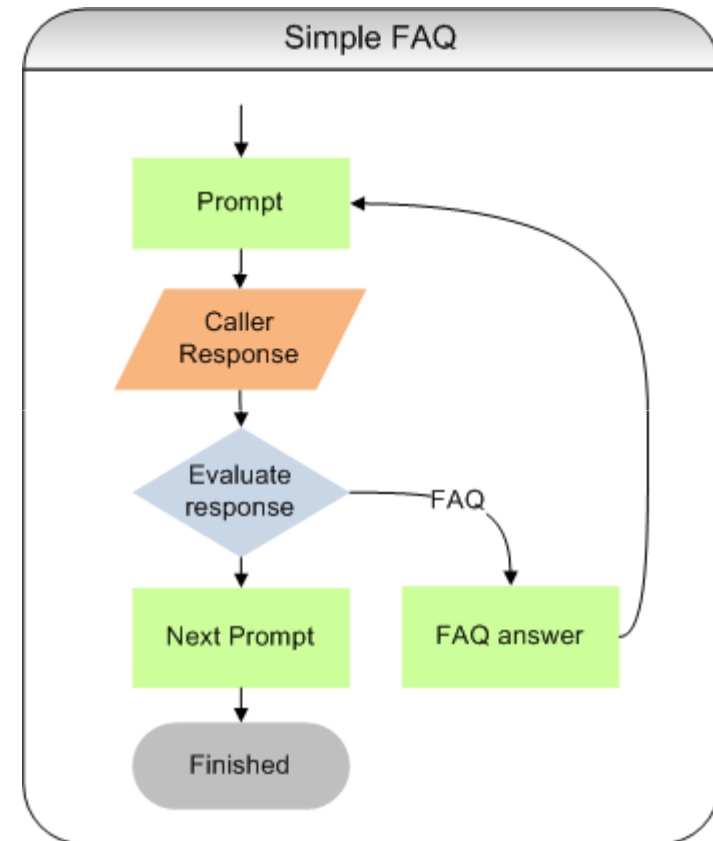 Simple FAQ
Prompt
Caller
Response
Evaluate
response
FAQ
Next Prompt
FAQ answer
Finished